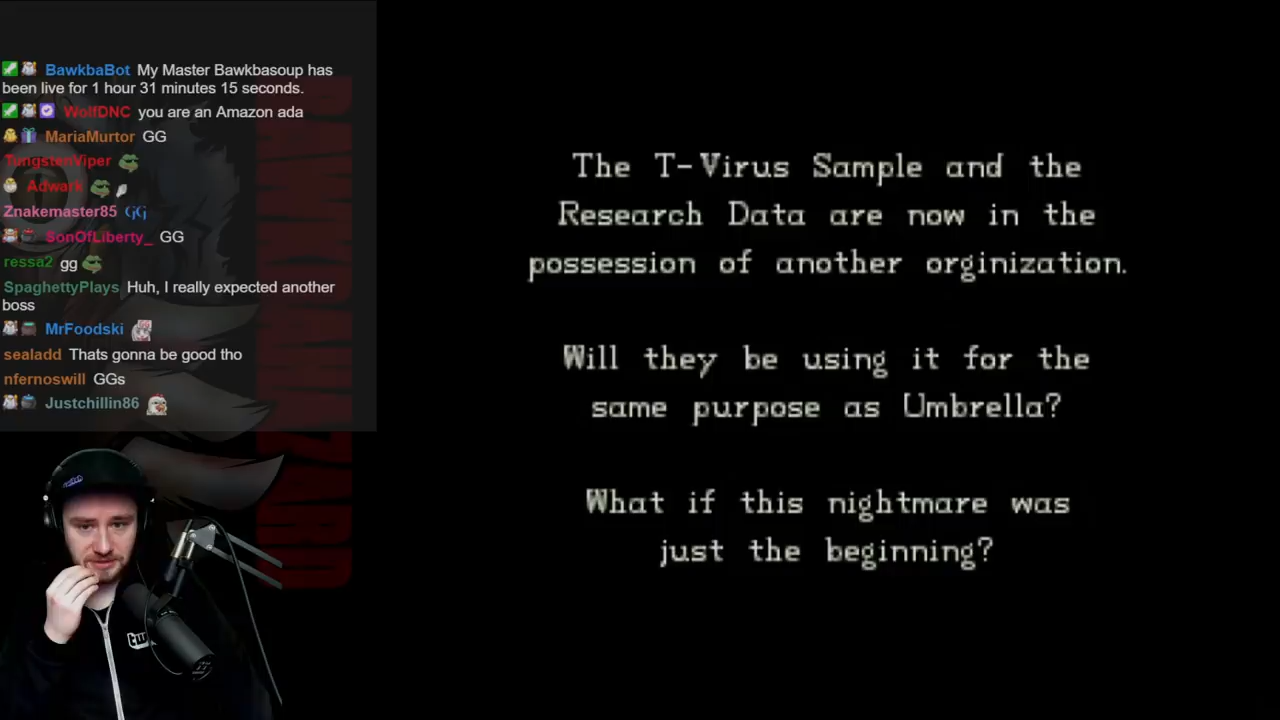 BawkbaBot My Master Bawkbasoup has
been live for 1 hour 31 minutes 15 seconds.
WolfDNC you are an Amazon ada
MariaMurtor GG
TungstenViper
Adwark
Znakemaster85 GG
SonOfLiberty_ GG
ressa2 gg
SpaghettyPlays Huh, I really expected another
boss
MrFoodski
sealadd Thats gonna be good tho
nfernoswill GGs
Justchillin86
The T-Virus Sample and the
Research Data are now in the
possession of another orginization.
Will they be using it for the
same purpose as Umbrella?
What if this nightmare was
just the beginning?